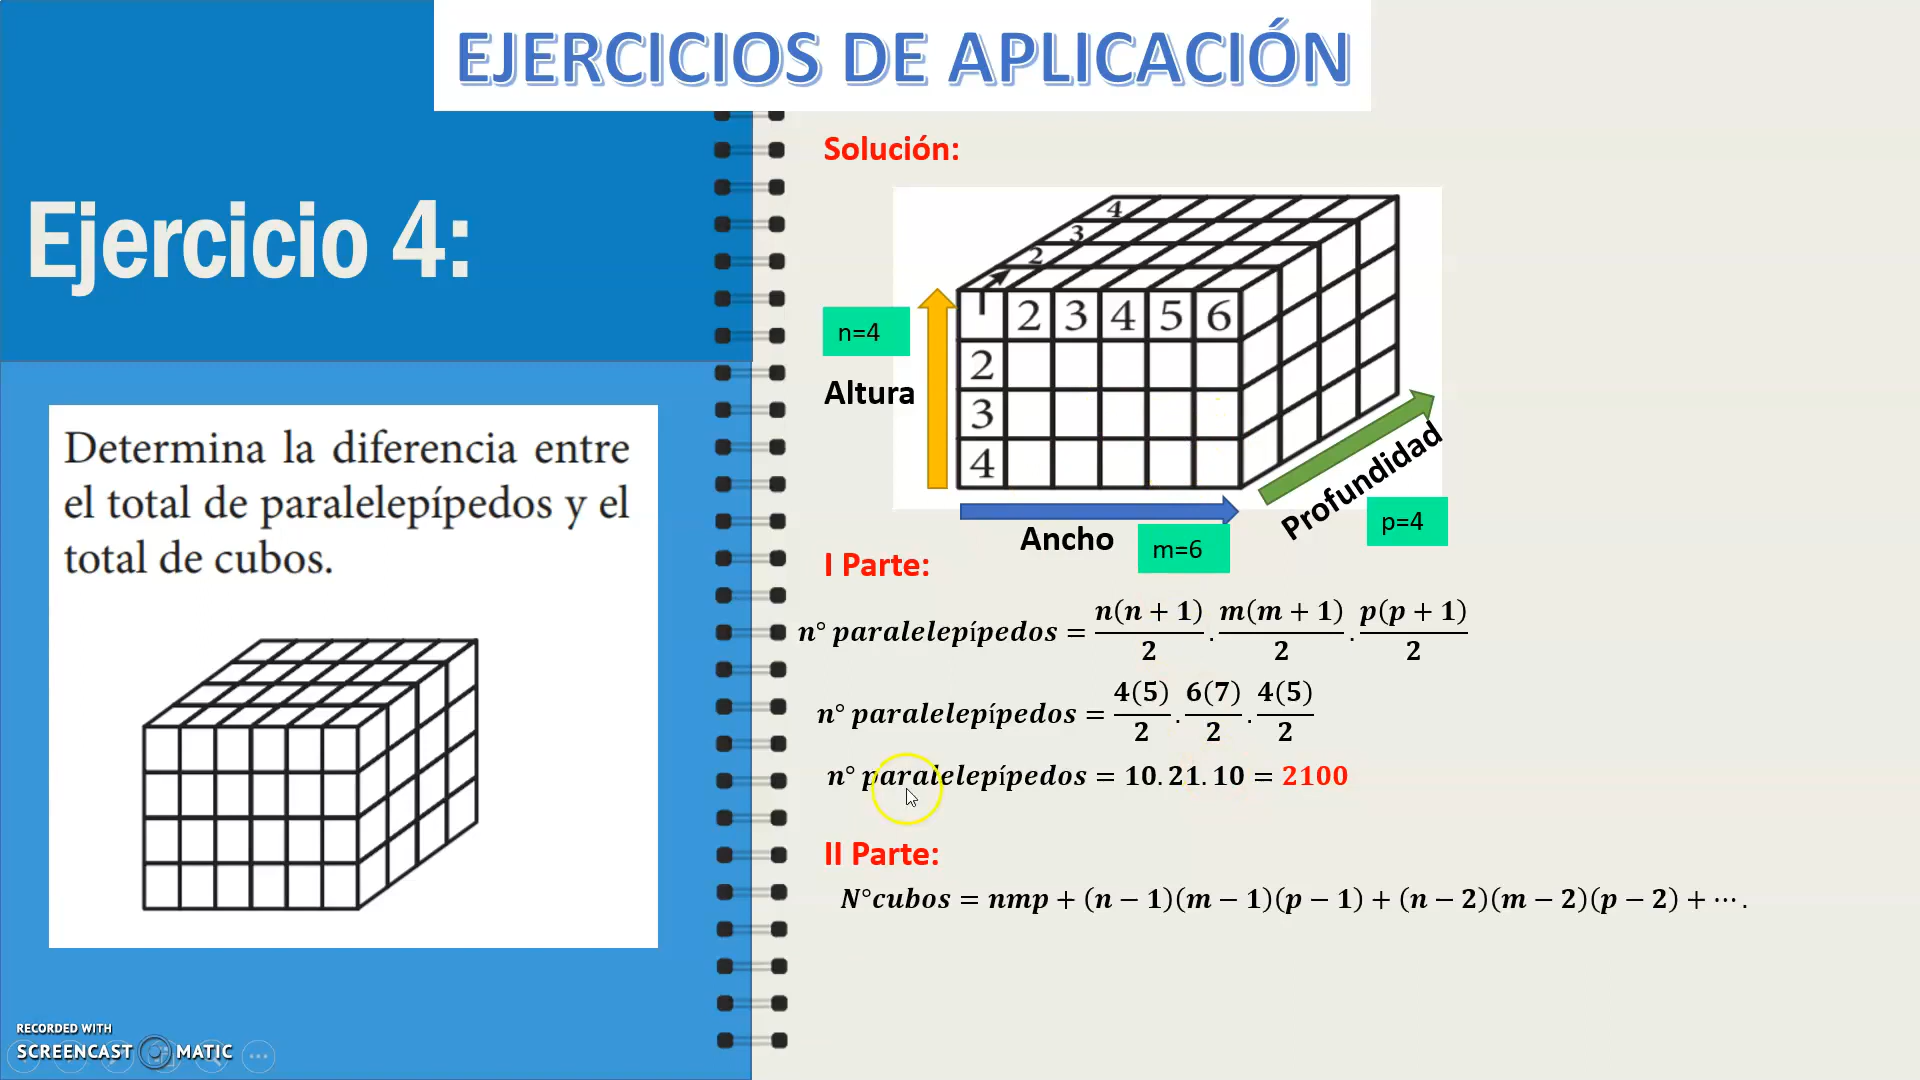 EJERCICIOS DE APLICACIÓN
Ejercicio 4:
Determina la diferencia entre
el total de paralelepípedos y el
total de cubos.
Solución:
4
3
2
1 2 3 4 5 6
2
3
4
n=4
Altura
Ancho
m=6
Profundidad
p=4
I Parte:
n° paralelepípedos = n(n + 1)/2 . m(m + 1)/2 . p(p + 1)/2
n° paralelepípedos = 4(5)/2 . 6(7)/2 . 4(5)/2
n° paralelepípedos = 10. 21. 10 = 2100
II Parte:
N°cubos = nmp + (n − 1)(m − 1)(p − 1) + (n − 2)(m − 2)(p − 2) + ⋯ .
RECORDED WITH
SCREENCAST MATIC